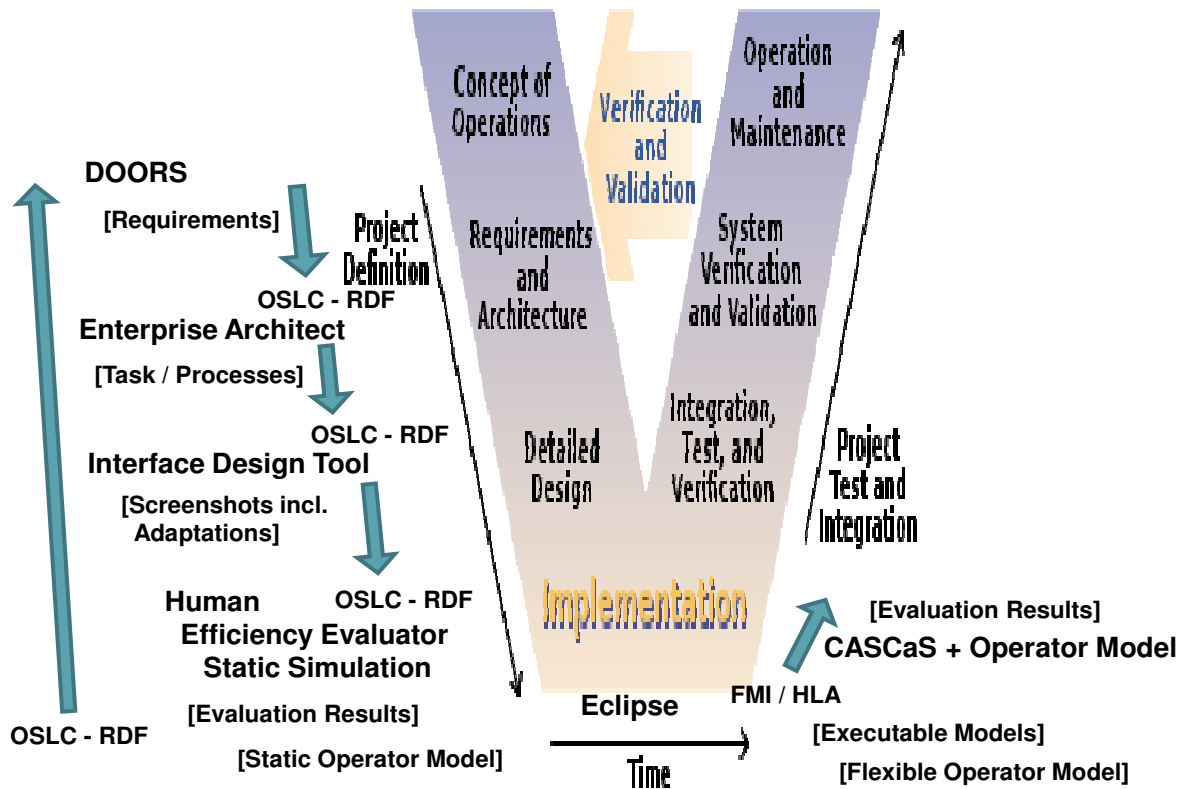 Concept of
Operations
Verification
and
Validation
Operation
and
Maintenance
DOORS
[Requirements]
OSLC - RDF
Project
Definition
Requirements
and
Architecture
System
Verification
and Validation
Enterprise Architect
[Task / Processes]
OSLC - RDF
Interface Design Tool
[Screenshots incl.
Adaptations]
Detailed
Design
Integration,
Test, and
Verification
Project
Test and
Integration
OSLC - RDF
Human
Efficiency Evaluator
Static Simulation
[Evaluation Results]
[Static Operator Model]
OSLC - RDF
Implementation
Eclipse
Time
[Evaluation Results]
CASCaS + Operator Model
FMI / HLA
[Executable Models]
[Flexible Operator Model]